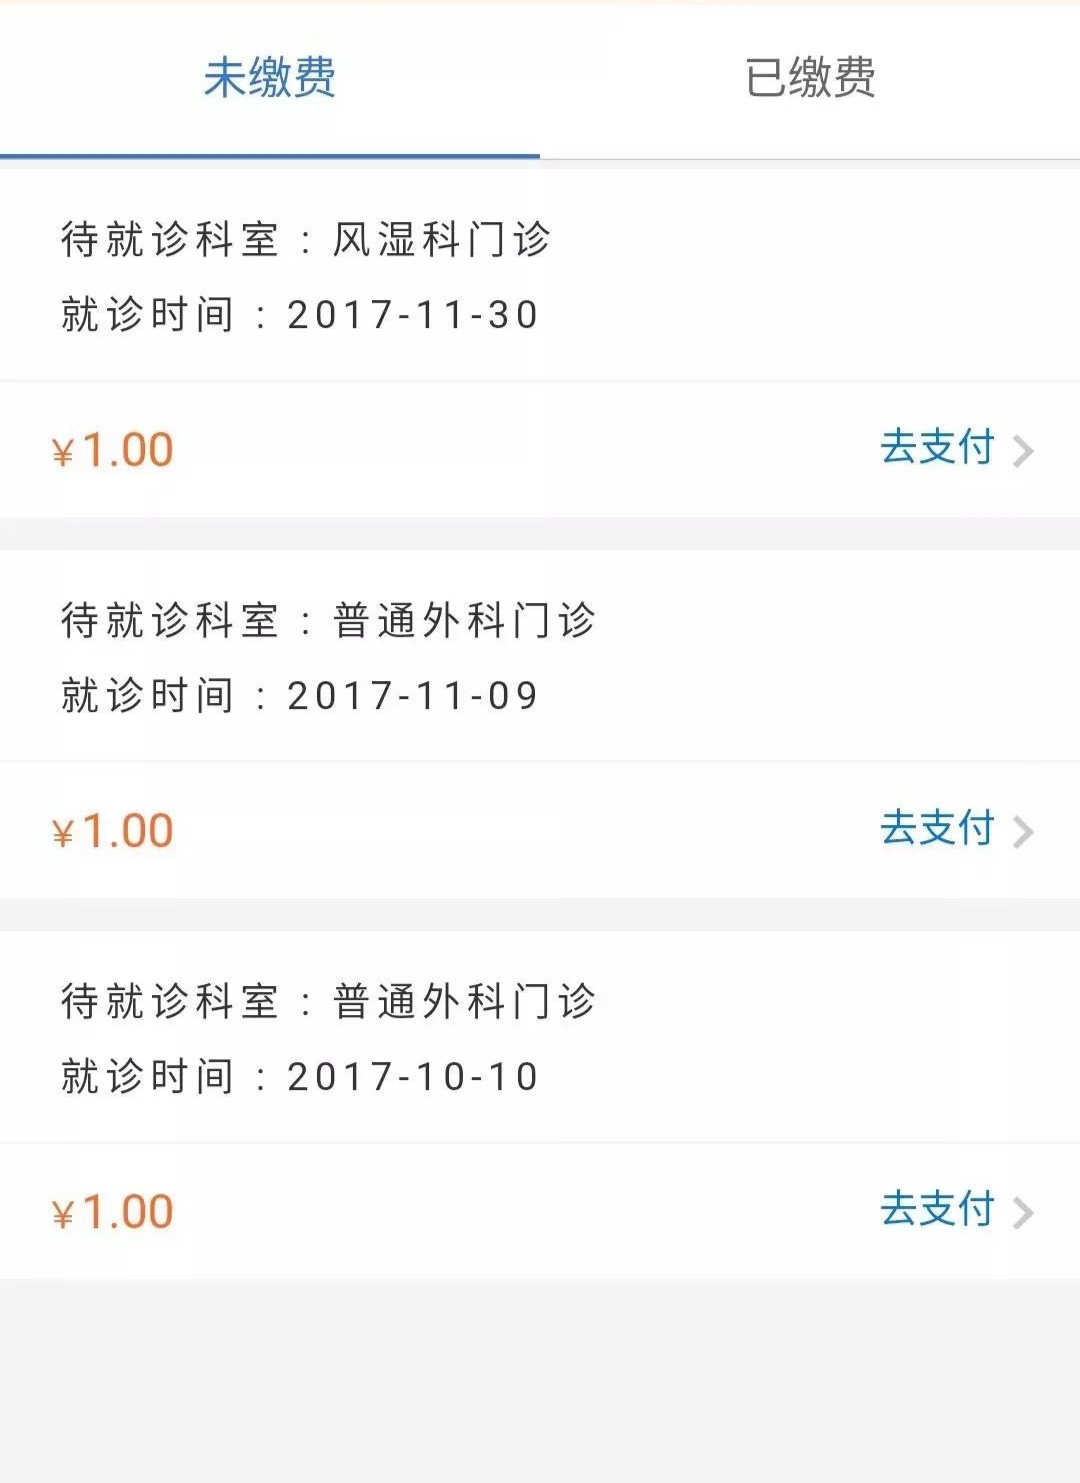 未缴费 已缴费
待就诊科室：风湿科门诊
就诊时间：2017-11-30
¥1.00 去支付
待就诊科室：普通外科门诊
就诊时间：2017-11-09
¥1.00 去支付
待就诊科室：普通外科门诊
就诊时间：2017-10-10
¥1.00 去支付